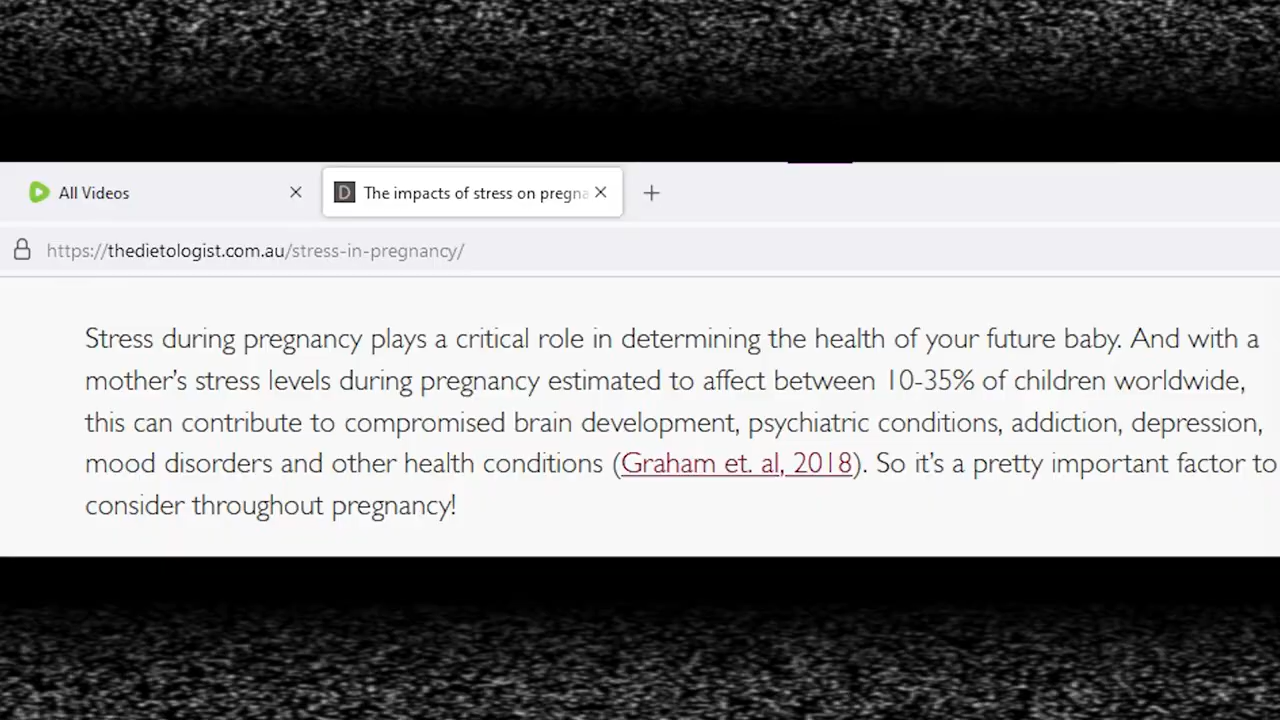 All Videos
The impacts of stress on pregna
https://thedietologist.com.au/stress-in-pregnancy/
Stress during pregnancy plays a critical role in determining the health of your future baby. And with a
mother’s stress levels during pregnancy estimated to affect between 10-35% of children worldwide,
this can contribute to compromised brain development, psychiatric conditions, addiction, depression,
mood disorders and other health conditions (Graham et. al, 2018). So it’s a pretty important factor to
consider throughout pregnancy!